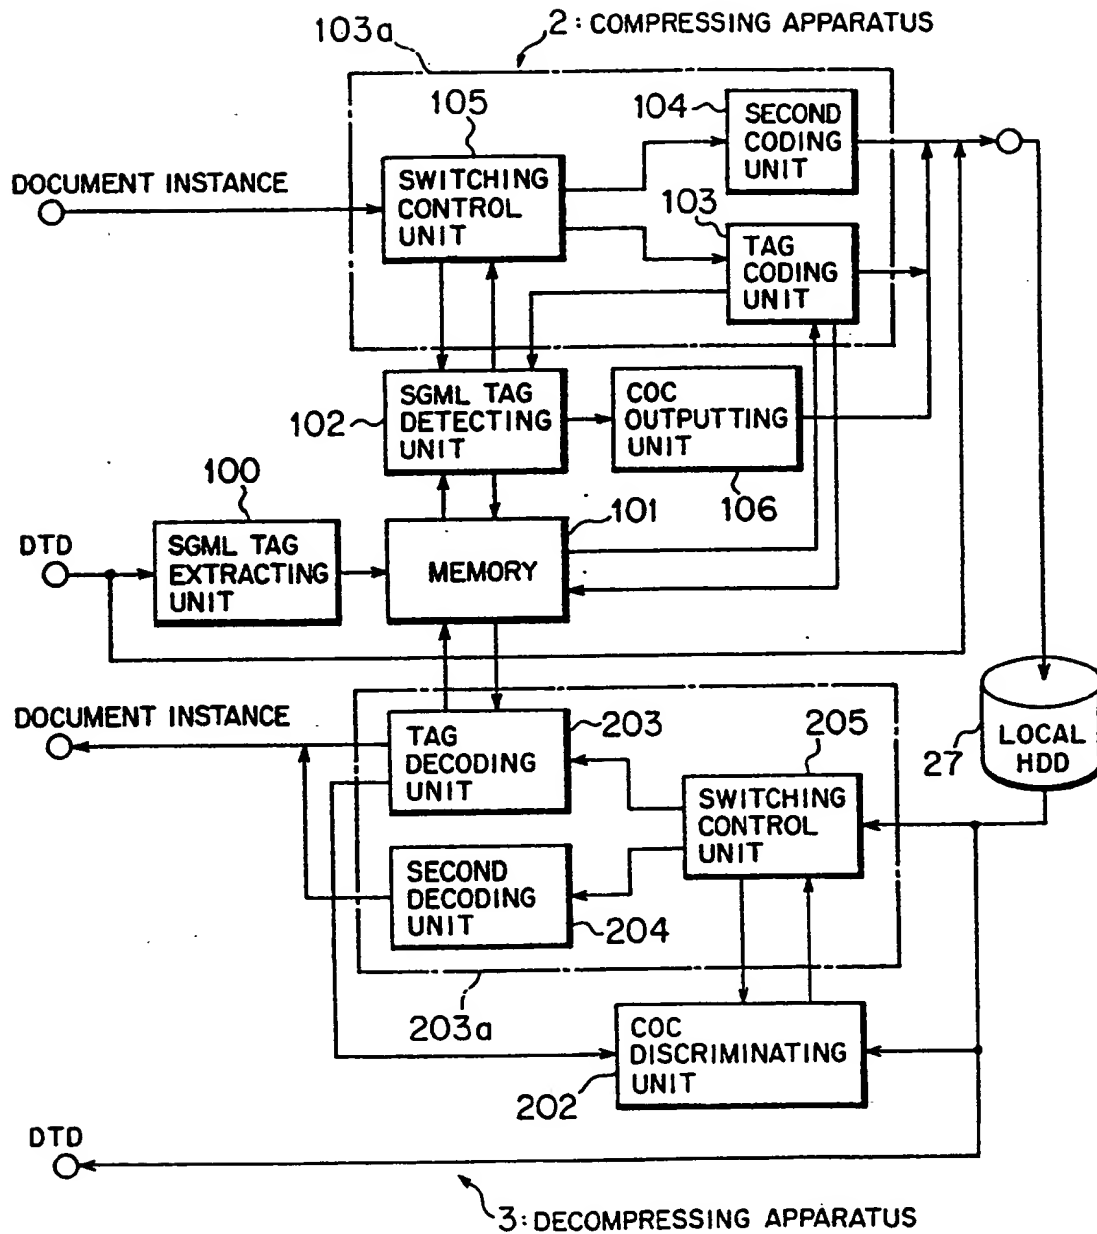 103a
2: COMPRESSING APPARATUS
105
104
SECOND
CODING
UNIT
DOCUMENT INSTANCE
SWITCHING
CONTROL
UNIT
103
TAG
CODING
UNIT
102
SGML TAG
DETECTING
UNIT
COC
OUTPUTTING
UNIT
100
101
106
DTD
SGML TAG
EXTRACTING
UNIT
MEMORY
DOCUMENT INSTANCE
TAG
DECODING
UNIT
203
205
27
LOCAL
HDD
SWITCHING
CONTROL
UNIT
SECOND
DECODING
UNIT
204
203a
COC
DISCRIMINATING
UNIT
202
DTD
3: DECOMPRESSING APPARATUS